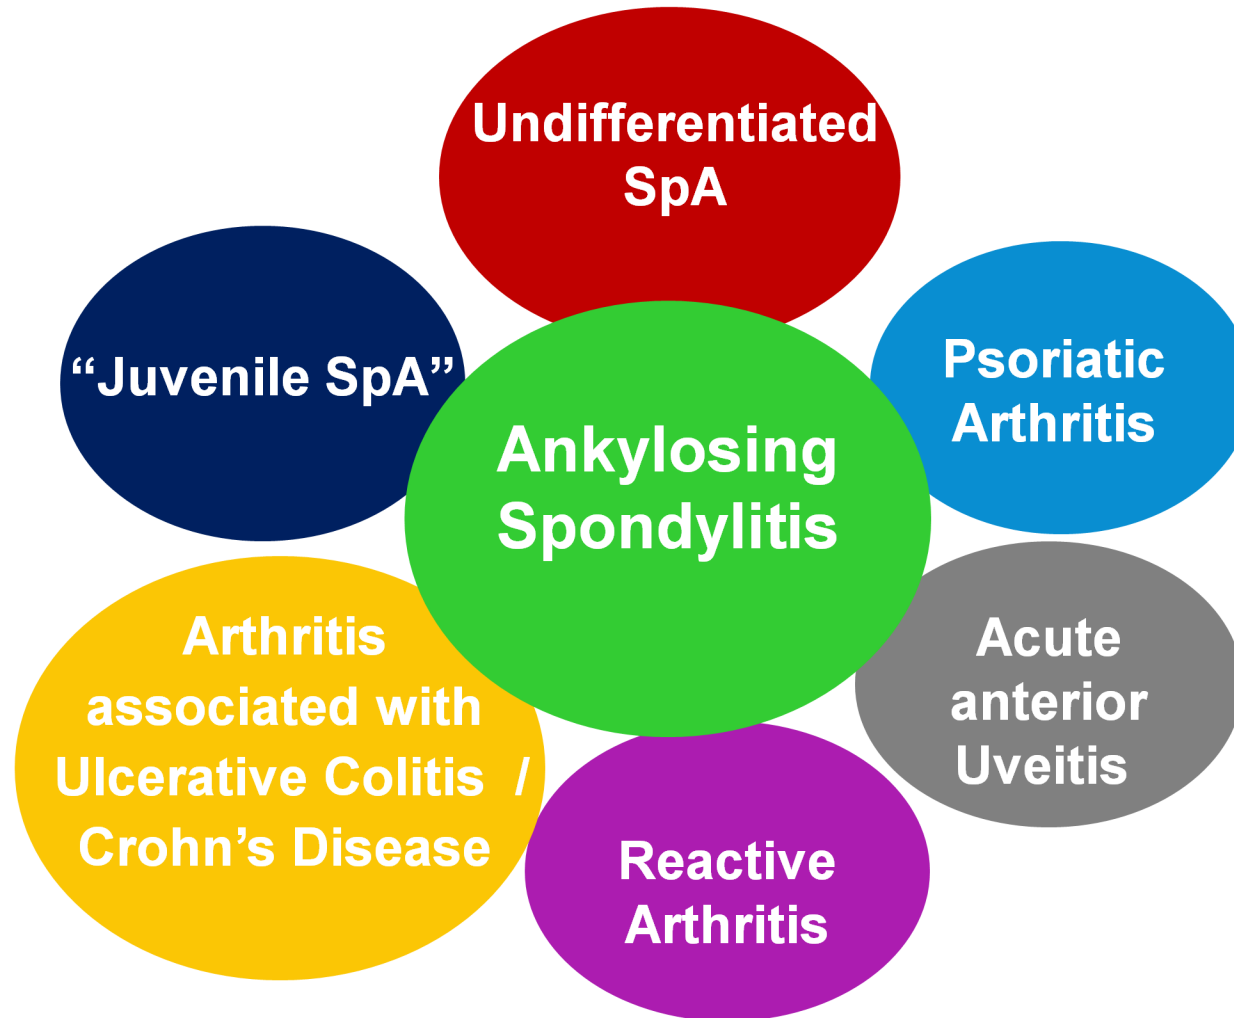 Undifferentiated
SpA
“Juvenile SpA”
Psoriatic
Arthritis
Ankylosing
Spondylitis
Arthritis
associated with
Ulcerative Colitis /
Crohn’s Disease
Acute
anterior
Uveitis
Reactive
Arthritis